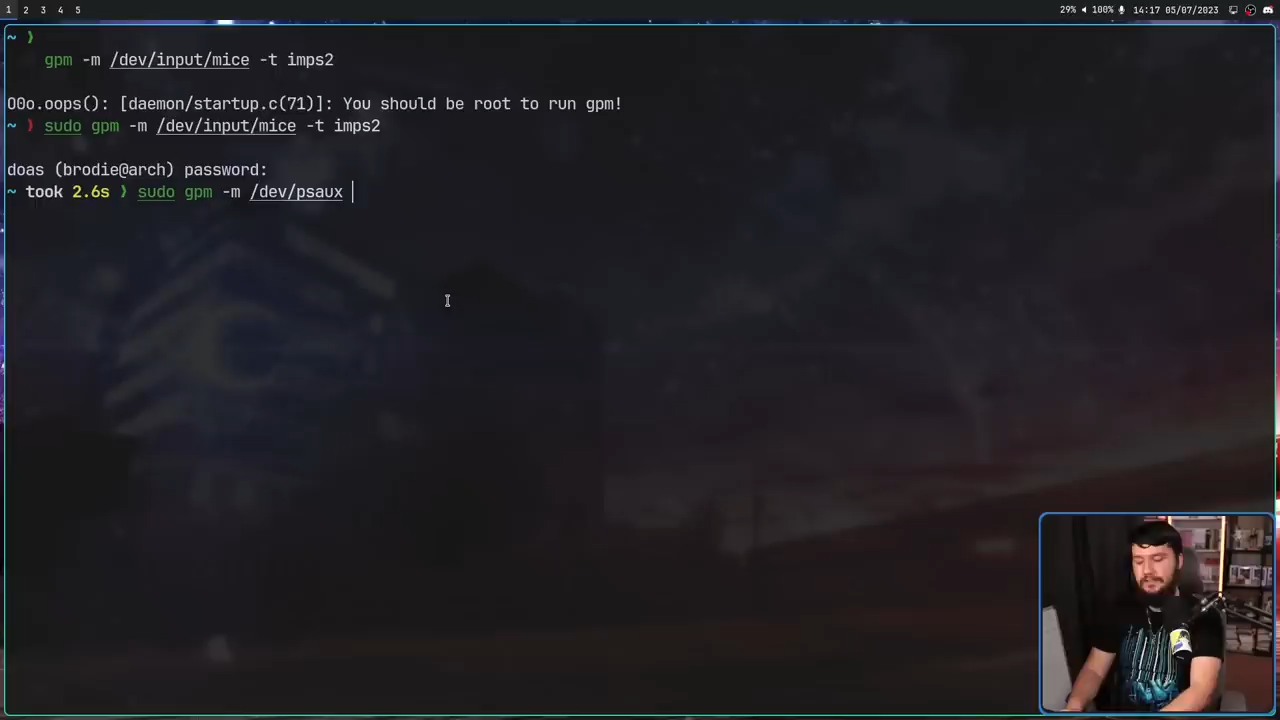 1 2 3 4 5 29% 100% 14:17 05/07/2023
~ ❯
gpm -m /dev/input/mice -t imps2
O0o.oops(): [daemon/startup.c(71)]: You should be root to run gpm!
~ ❯ sudo gpm -m /dev/input/mice -t imps2
doas (brodie@arch) password:
~ took 2.6s ❯ sudo gpm -m /dev/psaux